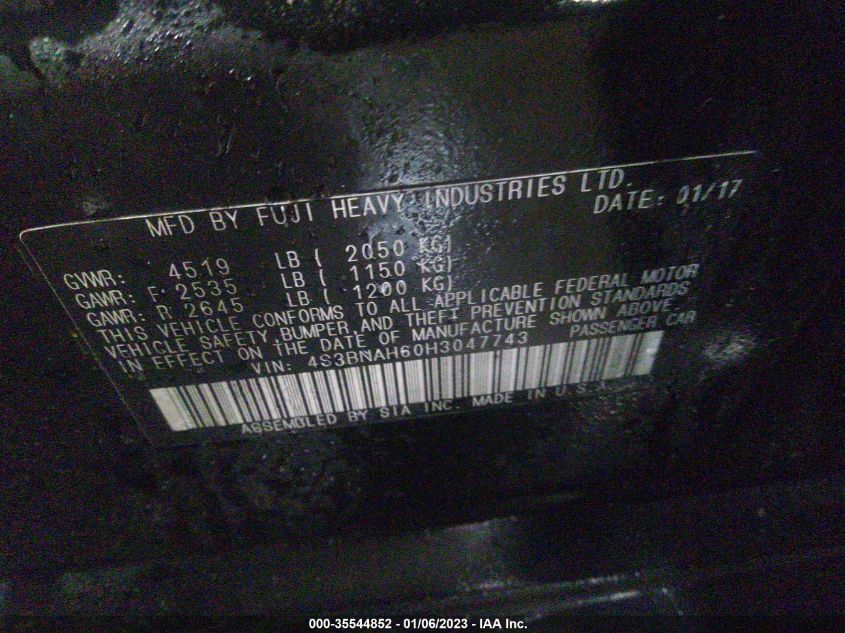 MFD BY FUJI HEAVY INDUSTRIES LTD.
DATE: 01/17
GVWR: 4519 LB ( 2050 KG)
GAWR: F 2535 LB ( 1150 KG)
GAWR: R 2645 LB ( 1200 KG)
THIS VEHICLE CONFORMS TO ALL APPLICABLE FEDERAL MOTOR
VEHICLE SAFETY, BUMPER, AND THEFT PREVENTION STANDARDS
IN EFFECT ON THE DATE OF MANUFACTURE SHOWN ABOVE
VIN: 4S3BNAH60H3047743 PASSENGER CAR
ASSEMBLED BY SIA INC. MADE IN U.S.A.
000-35544852 - 01/06/2023 - IAA Inc.